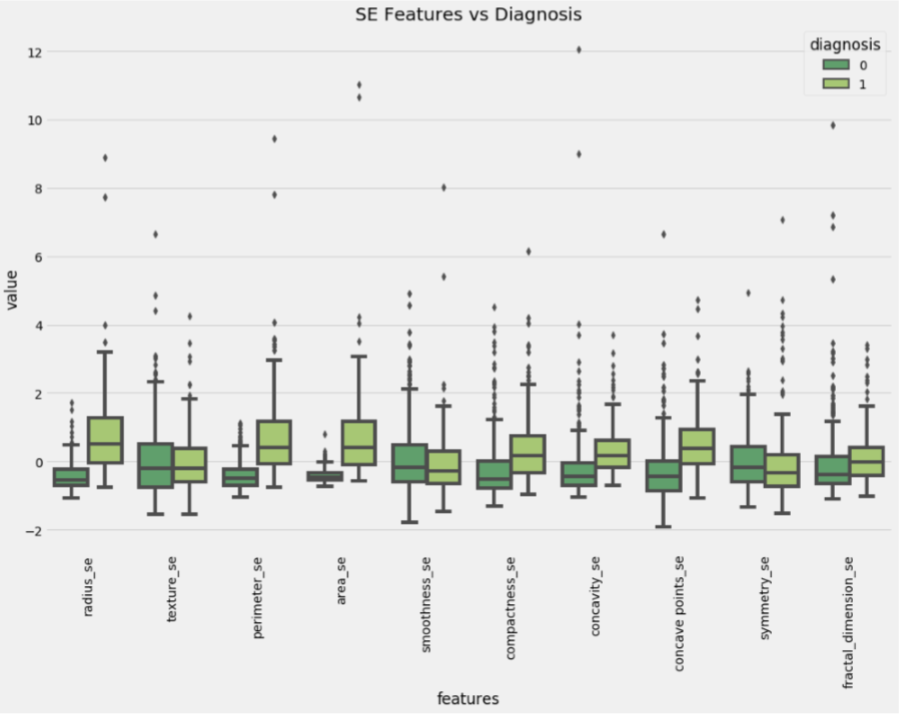 SE Features vs Diagnosis
diagnosis
0
1
12
10
8
6
4
2
0
−2
value
radius_se
texture_se
perimeter_se
area_se
smoothness_se
compactness_se
concavity_se
concave points_se
symmetry_se
fractal_dimension_se
features